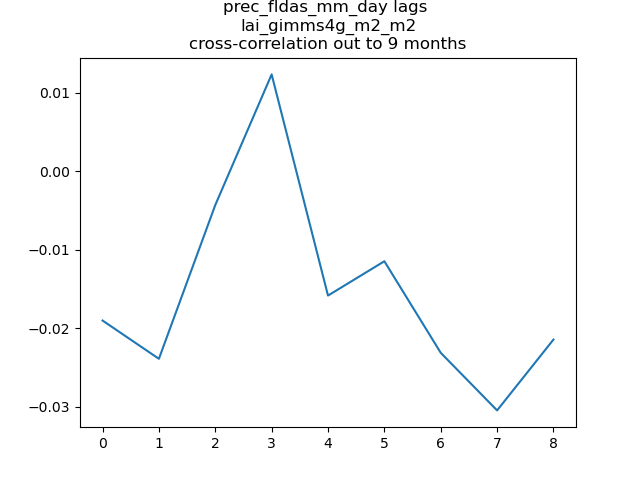 prec_fldas_mm_day lags
lai_gimms4g_m2_m2
cross-correlation out to 9 months
0.01
0.00
−0.01
−0.02
−0.03
0 1 2 3 4 5 6 7 8